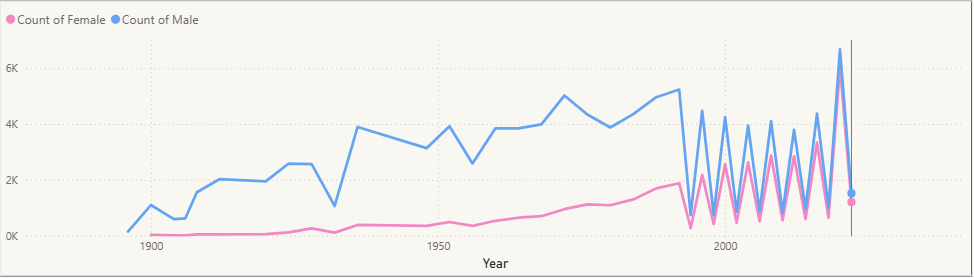 Count of Female Count of Male
6K
4K
2K
0K
1900 1950 2000
Year